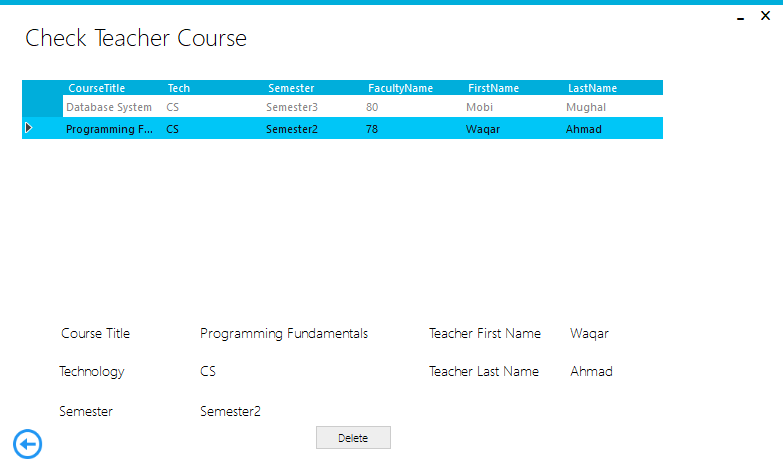 Check Teacher Course
CourseTitle Tech Semester FacultyName FirstName LastName
Database System CS Semester3 80 Mobi Mughal
Programming F... CS Semester2 78 Waqar Ahmad
Course Title Programming Fundamentals Teacher First Name Waqar
Technology CS Teacher Last Name Ahmad
Semester Semester2
Delete